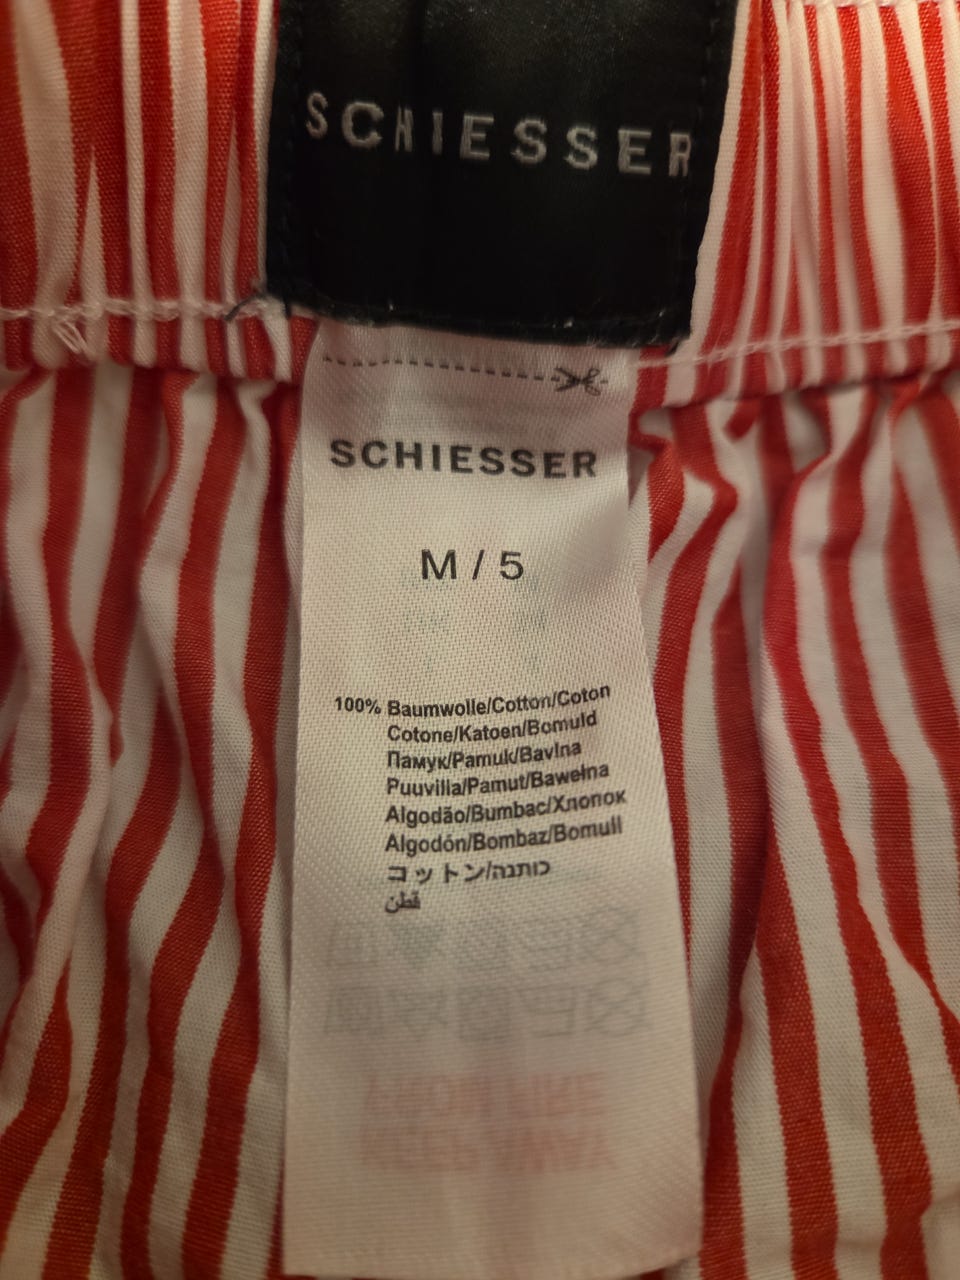 SCHIESSER
SCHIESSER
M / 5
100% Baumwolle/Cotton/Coton
Cotone/Katoen/Bomuld
Памук/Pamuk/Bavlna
Puuvilla/Pamut/Bawełna
Algodão/Bumbac/Хлопок
Algodón/Bombaz/Bomull
コットン/כותנה
قطن